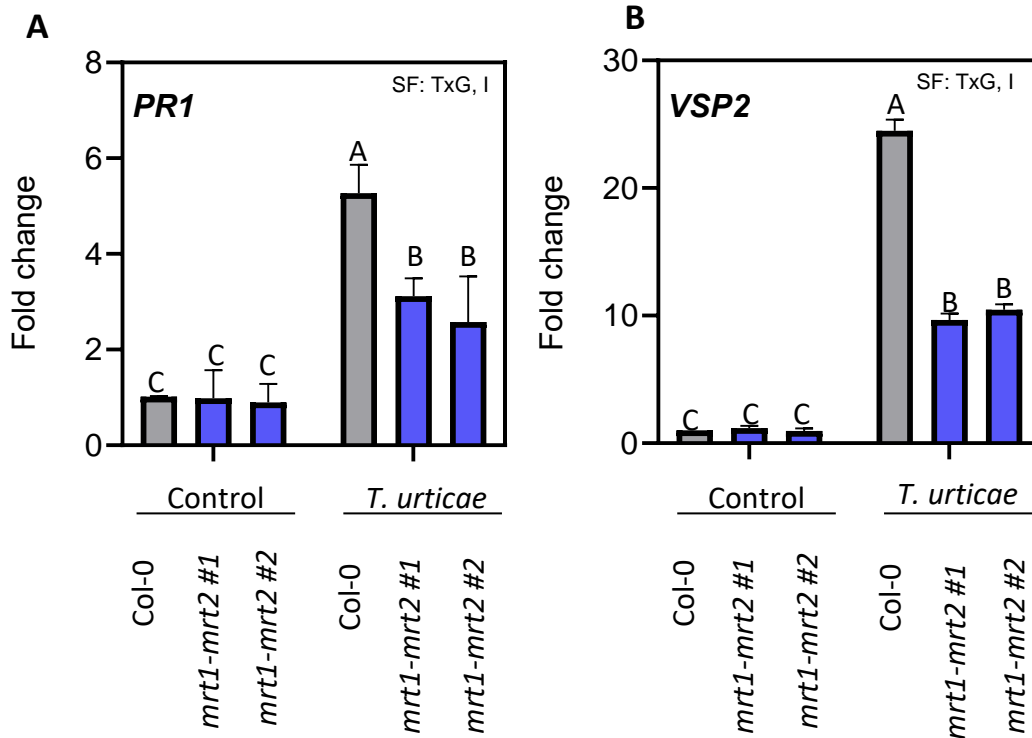 A
SF: TxG, I
PR1
Fold change
8
6
4
2
0
C
C
C
A
B
B
Control
T. urticae
Col-0
mrt1-mrt2 #1
mrt1-mrt2 #2
Col-0
mrt1-mrt2 #1
mrt1-mrt2 #2
B
SF: TxG, I
VSP2
Fold change
30
20
10
0
C
C
C
A
B
B
Control
T. urticae
Col-0
mrt1-mrt2 #1
mrt1-mrt2 #2
Col-0
mrt1-mrt2 #1
mrt1-mrt2 #2